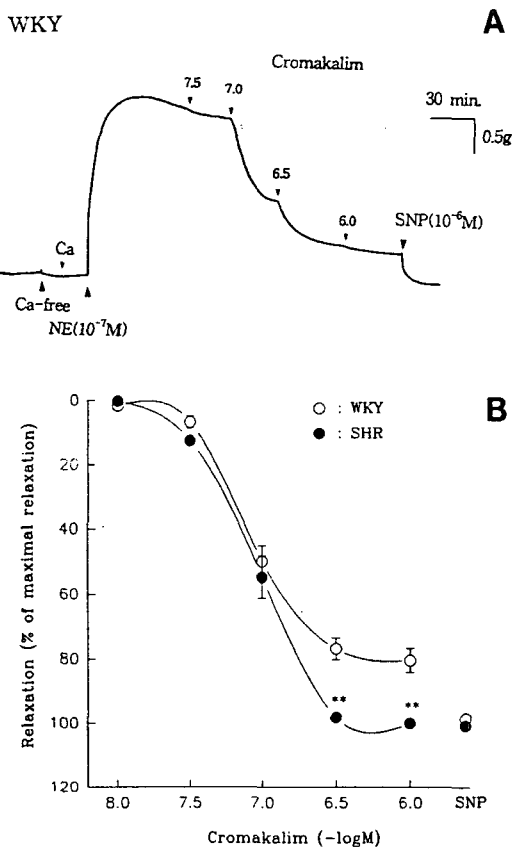 WKY
A
Cromakalim
7.5
7.0
30 min.
0.5g
6.5
6.0
SNP(10⁻⁶M)
Ca
Ca-free
NE(10⁻⁷M)
B
○ : WKY
● : SHR
Relaxation (% of maximal relaxation)
0
20
40
60
80
100
120
**
**
8.0 7.5 7.0 6.5 6.0 SNP
Cromakalim (-logM)